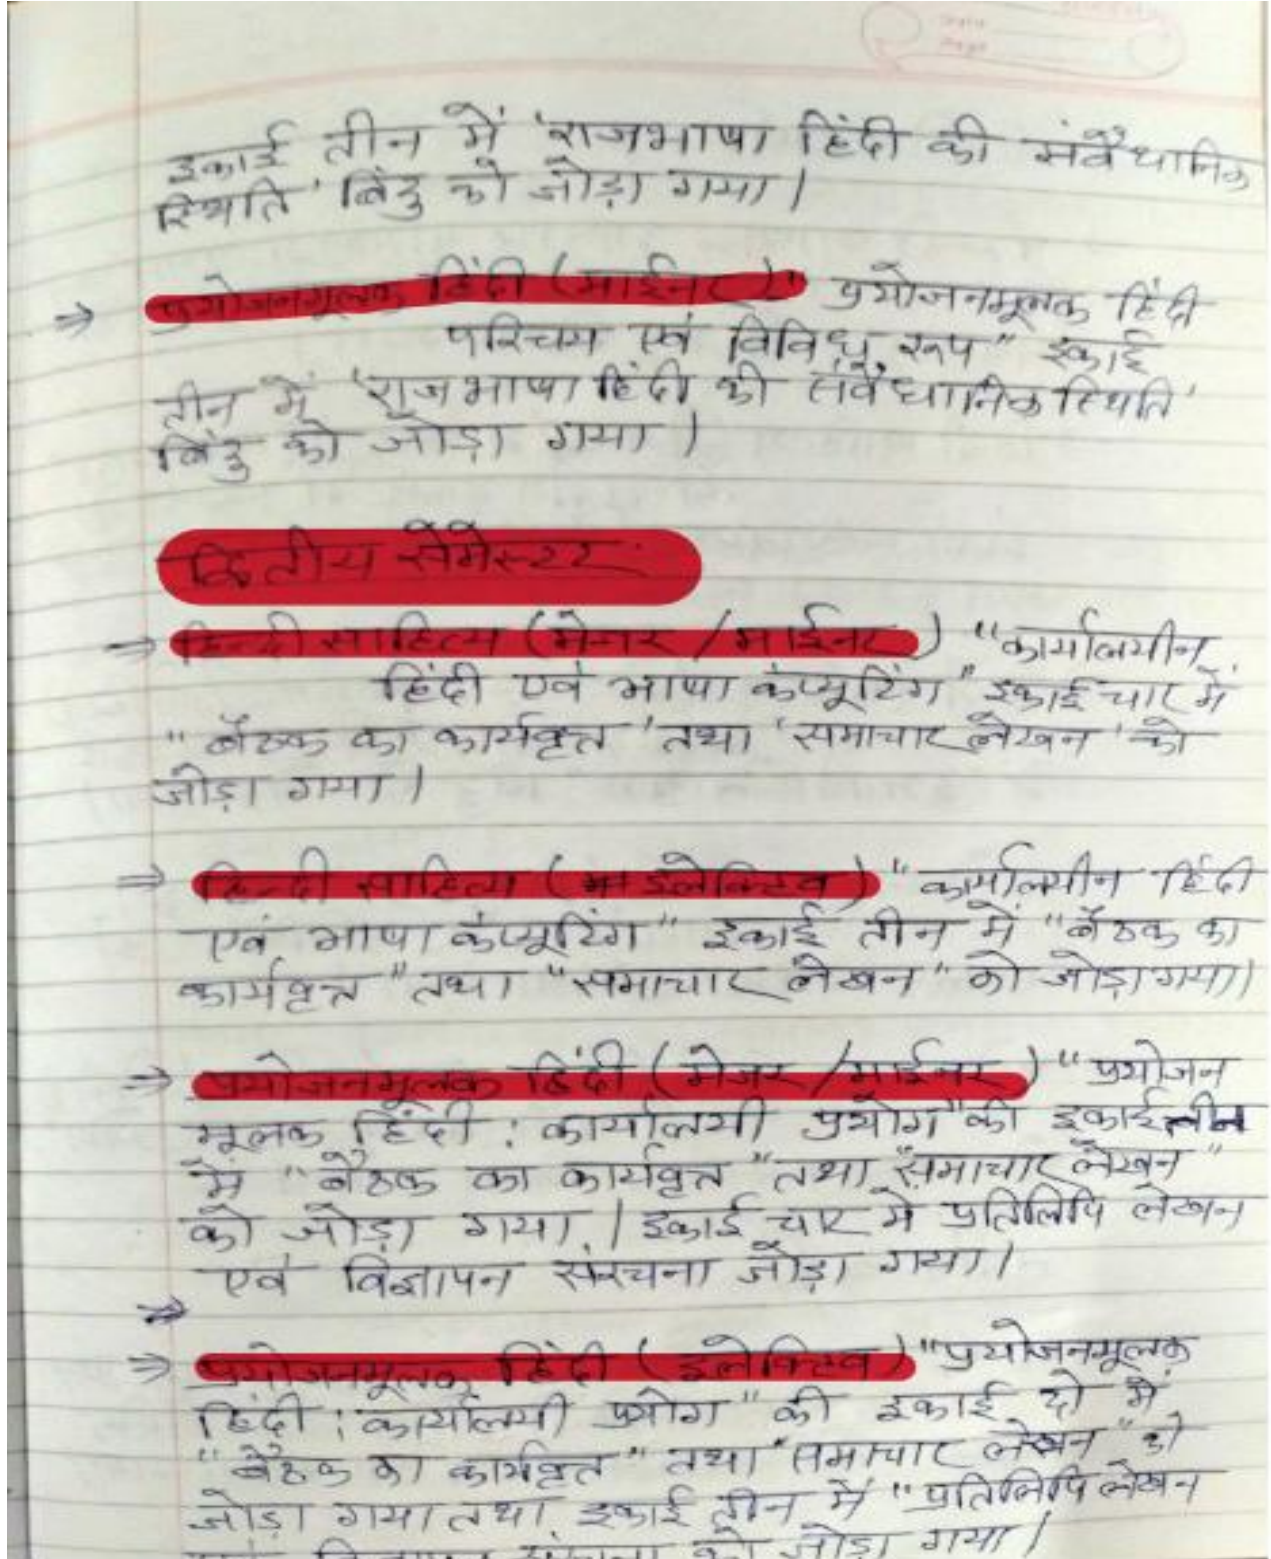 इकाई तीन में 'राजभाषा हिंदी की संवैधानिक
स्थिति' बिंदु को जोड़ा गया।
⇒ प्रयोजनमूलक हिंदी (माईनर)" प्रयोजनमूलक हिंदी
परिचय एवं विविध रूप" इकाई
तीन में 'राजभाषा हिंदी की संवैधानिक स्थिति'
बिंदु को जोड़ा गया।
द्वितीय सेमेस्टर
⇒ हिन्दी साहित्य (मेजर/माईनर) "कार्यालयीन
हिंदी एवं भाषा कंप्यूटिंग" इकाई चार में
"बैठक का कार्यवृत्त' तथा 'समाचार लेखन' को
जोड़ा गया।
⇒ हिन्दी साहित्य (इलेक्टिव) "कार्यालयीन हिंदी
एवं भाषा कंप्यूटिंग" इकाई तीन में "बैठक का
कार्यवृत्त" तथा "समाचार लेखन" को जोड़ा गया।
⇒ प्रयोजनमूलक हिंदी (मेजर/माईनर) "प्रयोजन
मूलक हिंदी : कार्यालयी प्रयोग" की इकाई तीन
में "बैठक का कार्यवृत्त" तथा "समाचार लेखन"
को जोड़ा गया। इकाई चार में प्रतिलिपि लेखन
एवं विज्ञापन संरचना जोड़ा गया।
⇒
⇒ प्रयोजनमूलक हिंदी (इलेक्टिव) "प्रयोजनमूलक
हिंदी : कार्यालयी प्रयोग" की इकाई दो में
"बैठक का कार्यवृत्त" तथा "समाचार लेखन" को
जोड़ा गया तथा इकाई तीन में "प्रतिलिपि लेखन
को जोड़ा गया।